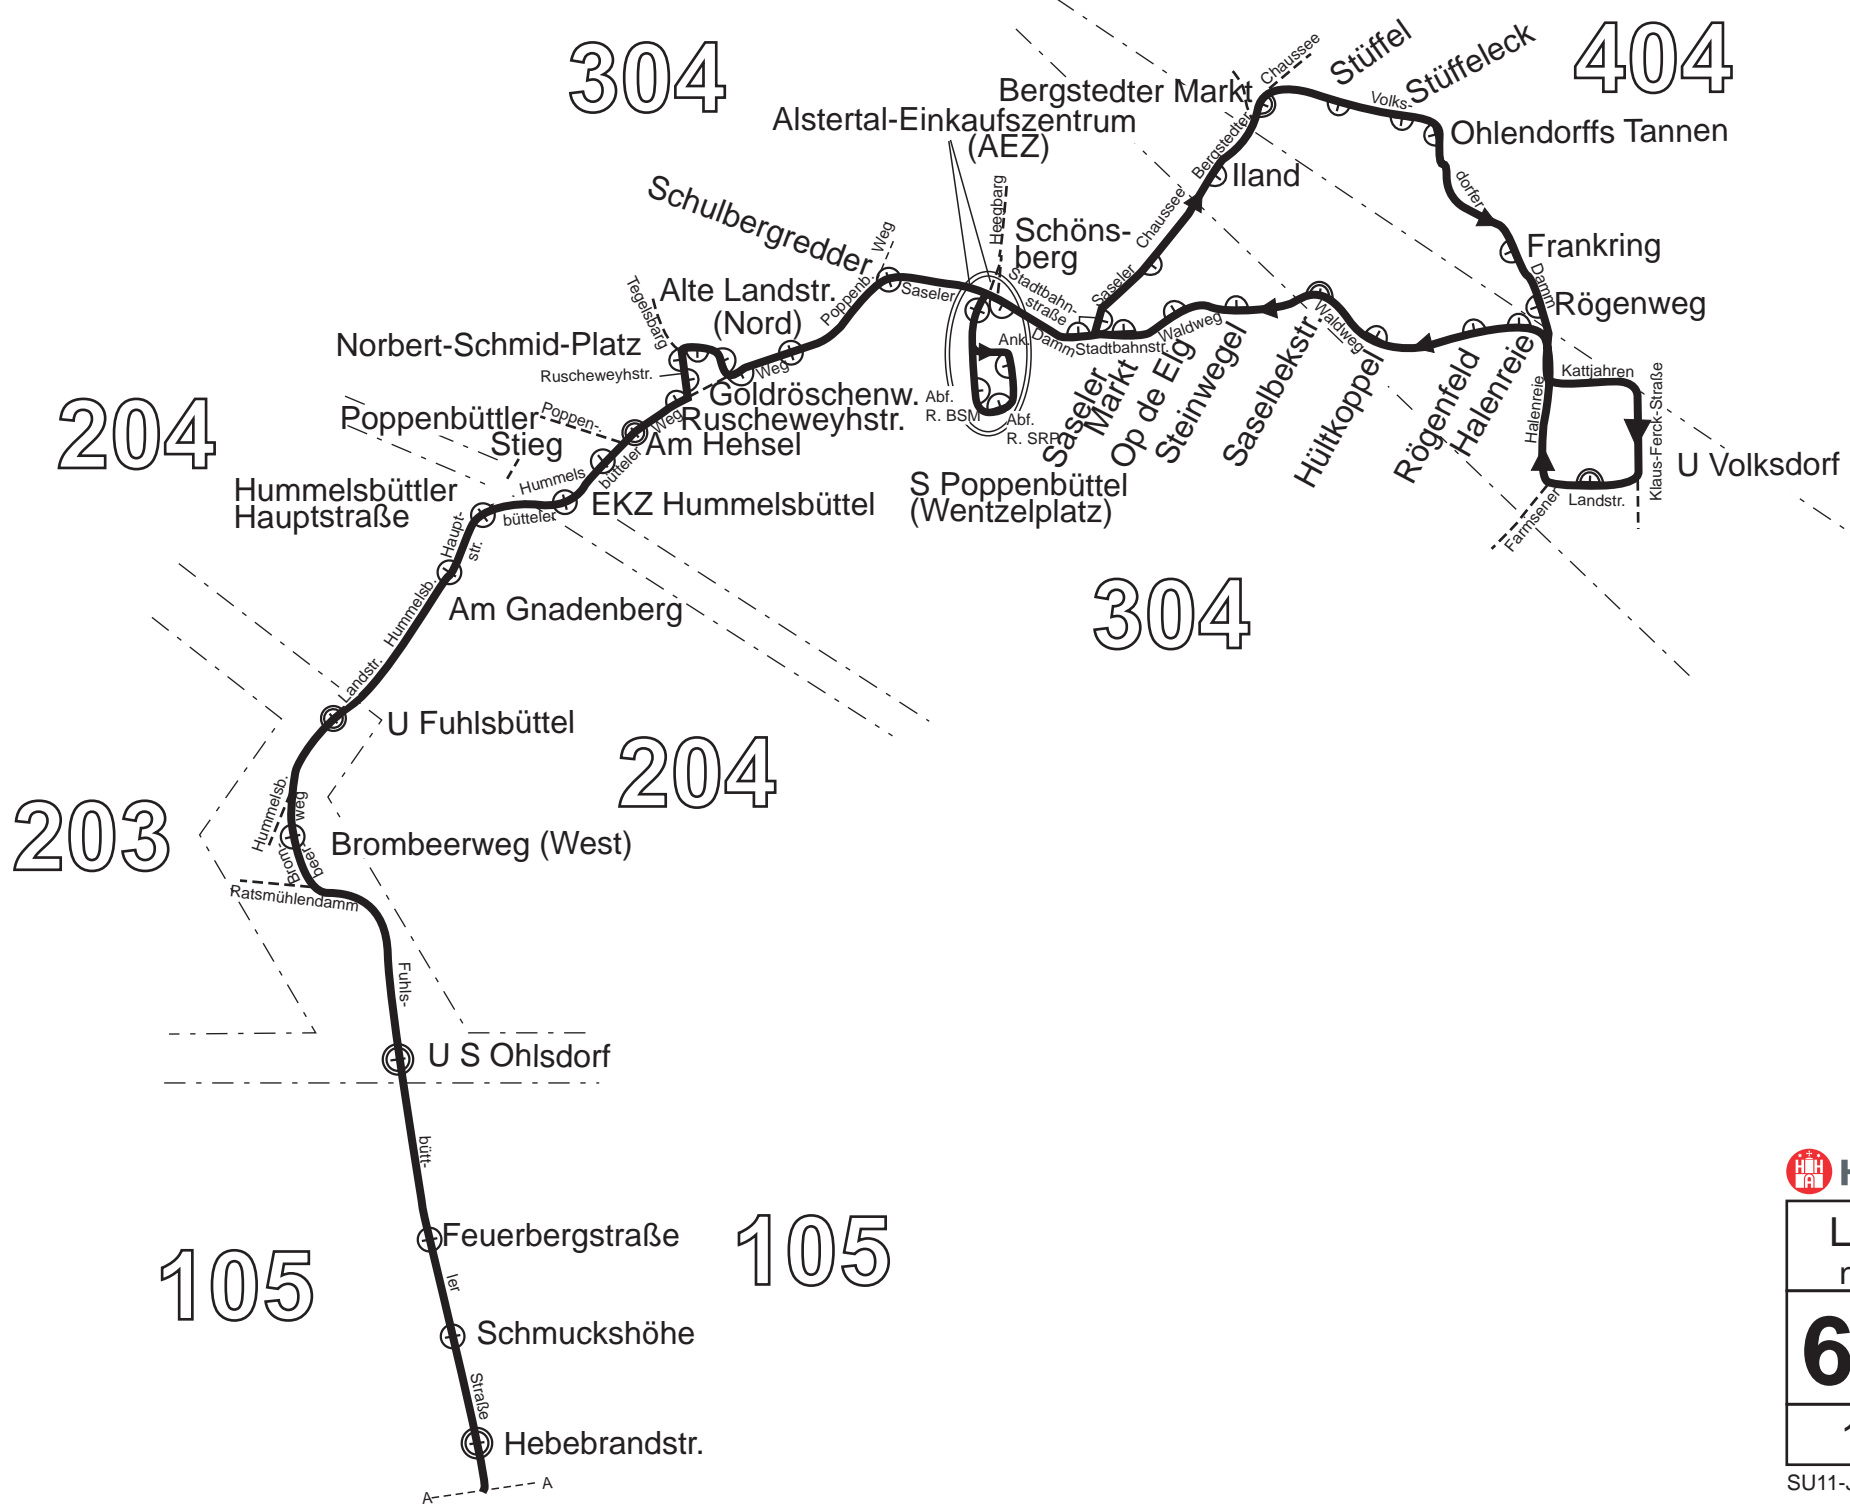 304
404
Chaussee
Stüffel
Stüffeleck
Bergstedter Markt
Volks-
Alstertal-Einkaufszentrum
(AEZ)
Ohlendorffs Tannen
Bergstedter
Iland
dorfer
Schulbergredder
Weg
Heegbarg
Schöns-
berg
Chaussee
Frankring
Saseler
Damm
Rögenweg
Tegelsbarg
Alte Landstr.
(Nord)
Poppenb.
Saseler
Stadtbahn-
straße
Damm
Ank.
Stadtbahnstr.
Waldweg
Waldweg
Norbert-Schmid-Platz
Ruscheweyhstr.
Weg
Goldröschenw.
Ruscheweyhstr.
Abf.
R. BSM
Abf.
R. SRP
Saseler
Markt
Op de Elg
Steinwegel
Saselbekstr.
Hültkoppel
Rögenfeld
Halenreie
Kattjahren
Halenreie
Klaus-Ferck-Straße
U Volksdorf
Landstr.
Farmsener
204
Poppenbüttler
Stieg
Poppen-
bütteler
Weg
Am Hehsel
Hummels
bütteler
EKZ Hummelsbüttel
S Poppenbüttel
(Wentzelplatz)
Hummelsbüttler
Hauptstraße
Haupt-
str.
Am Gnadenberg
304
Hummelsb.
Landstr.
U Fuhlsbüttel
204
203
Hummelsb.
Brom
beer
weg
Brombeerweg (West)
Ratsmühlendamm
Fuhls-
U S Ohlsdorf
bütt-
Feuerbergstraße
105
105
ler
Schmuckshöhe
Straße
Hebebrandstr.
A
A
H
L
6
1
SU11-